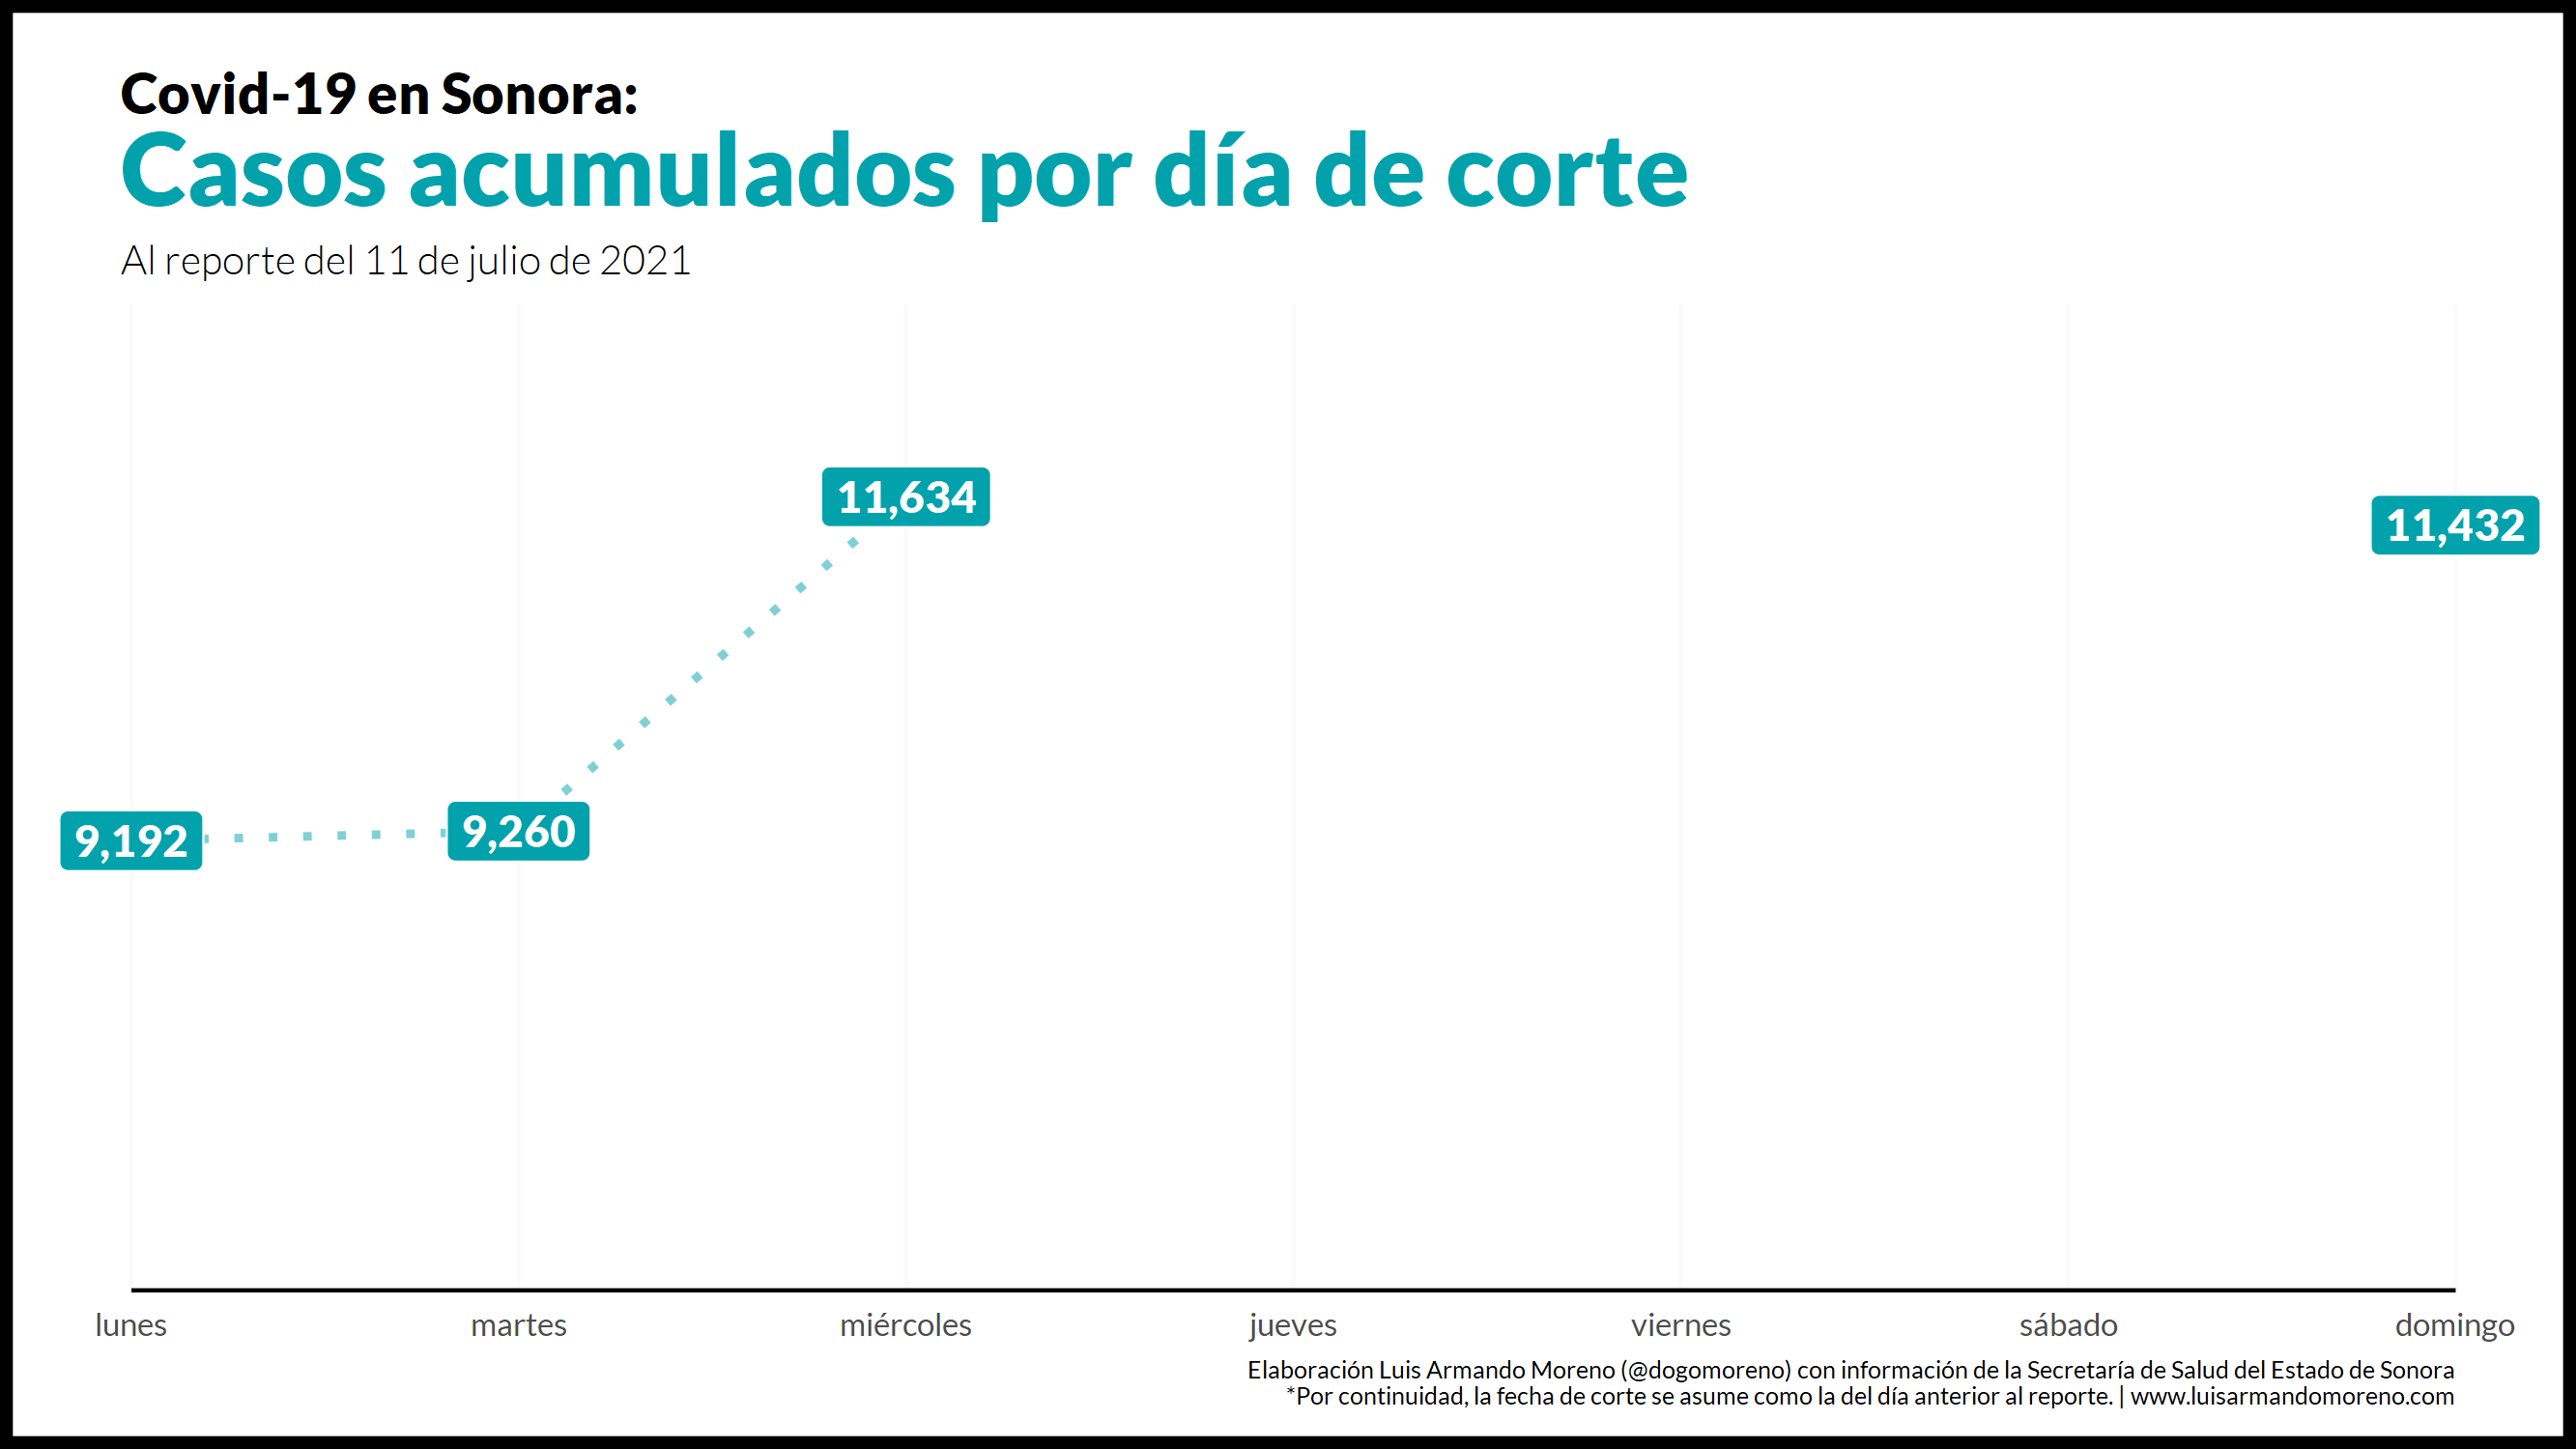 Covid-19 en Sonora:
Casos acumulados por día de corte
Al reporte del 11 de julio de 2021
11,634
11,432
9,192
9,260
lunes martes miércoles jueves viernes sábado domingo
Elaboración Luis Armando Moreno (@dogomoreno) con información de la Secretaría de Salud del Estado de Sonora
*Por continuidad, la fecha de corte se asume como la del día anterior al reporte. | www.luisarmandomoreno.com